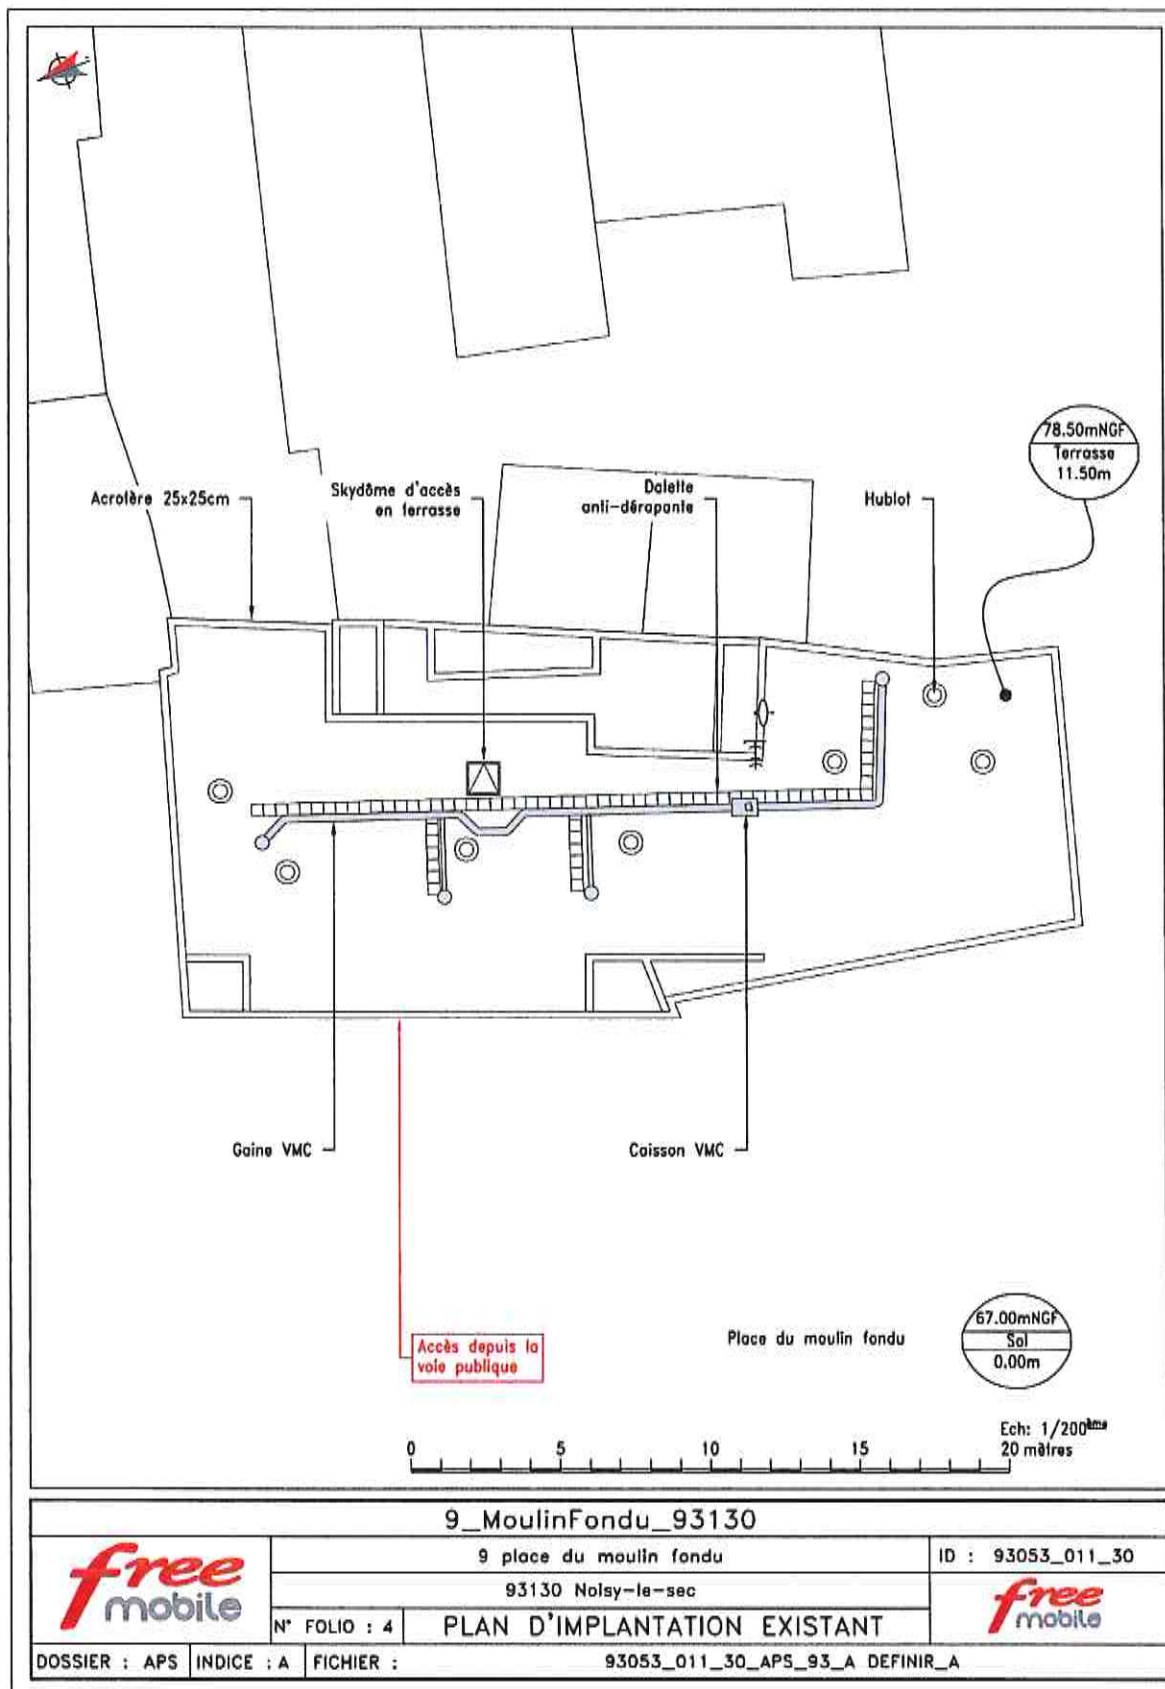 78.50mNGF
Terrasse
11.50m
Acrotère 25x25cm
Skydôme d'accès
en terrasse
Dalette
anti-dérapante
Hublot
Gaine VMC
Caisson VMC
Accès depuis la
voie publique
Place du moulin fondu
67.00mNGF
Sol
0.00m
Ech: 1/200ème
0 5 10 15 20 mètres
9_MoulinFondu_93130
free
mobile
9 place du moulin fondu
ID : 93053_011_30
93130 Noisy-le-sec
free
mobile
N° FOLIO : 4
PLAN D'IMPLANTATION EXISTANT
DOSSIER : APS
INDICE : A
FICHIER :
93053_011_30_APS_93_A DEFINIR_A